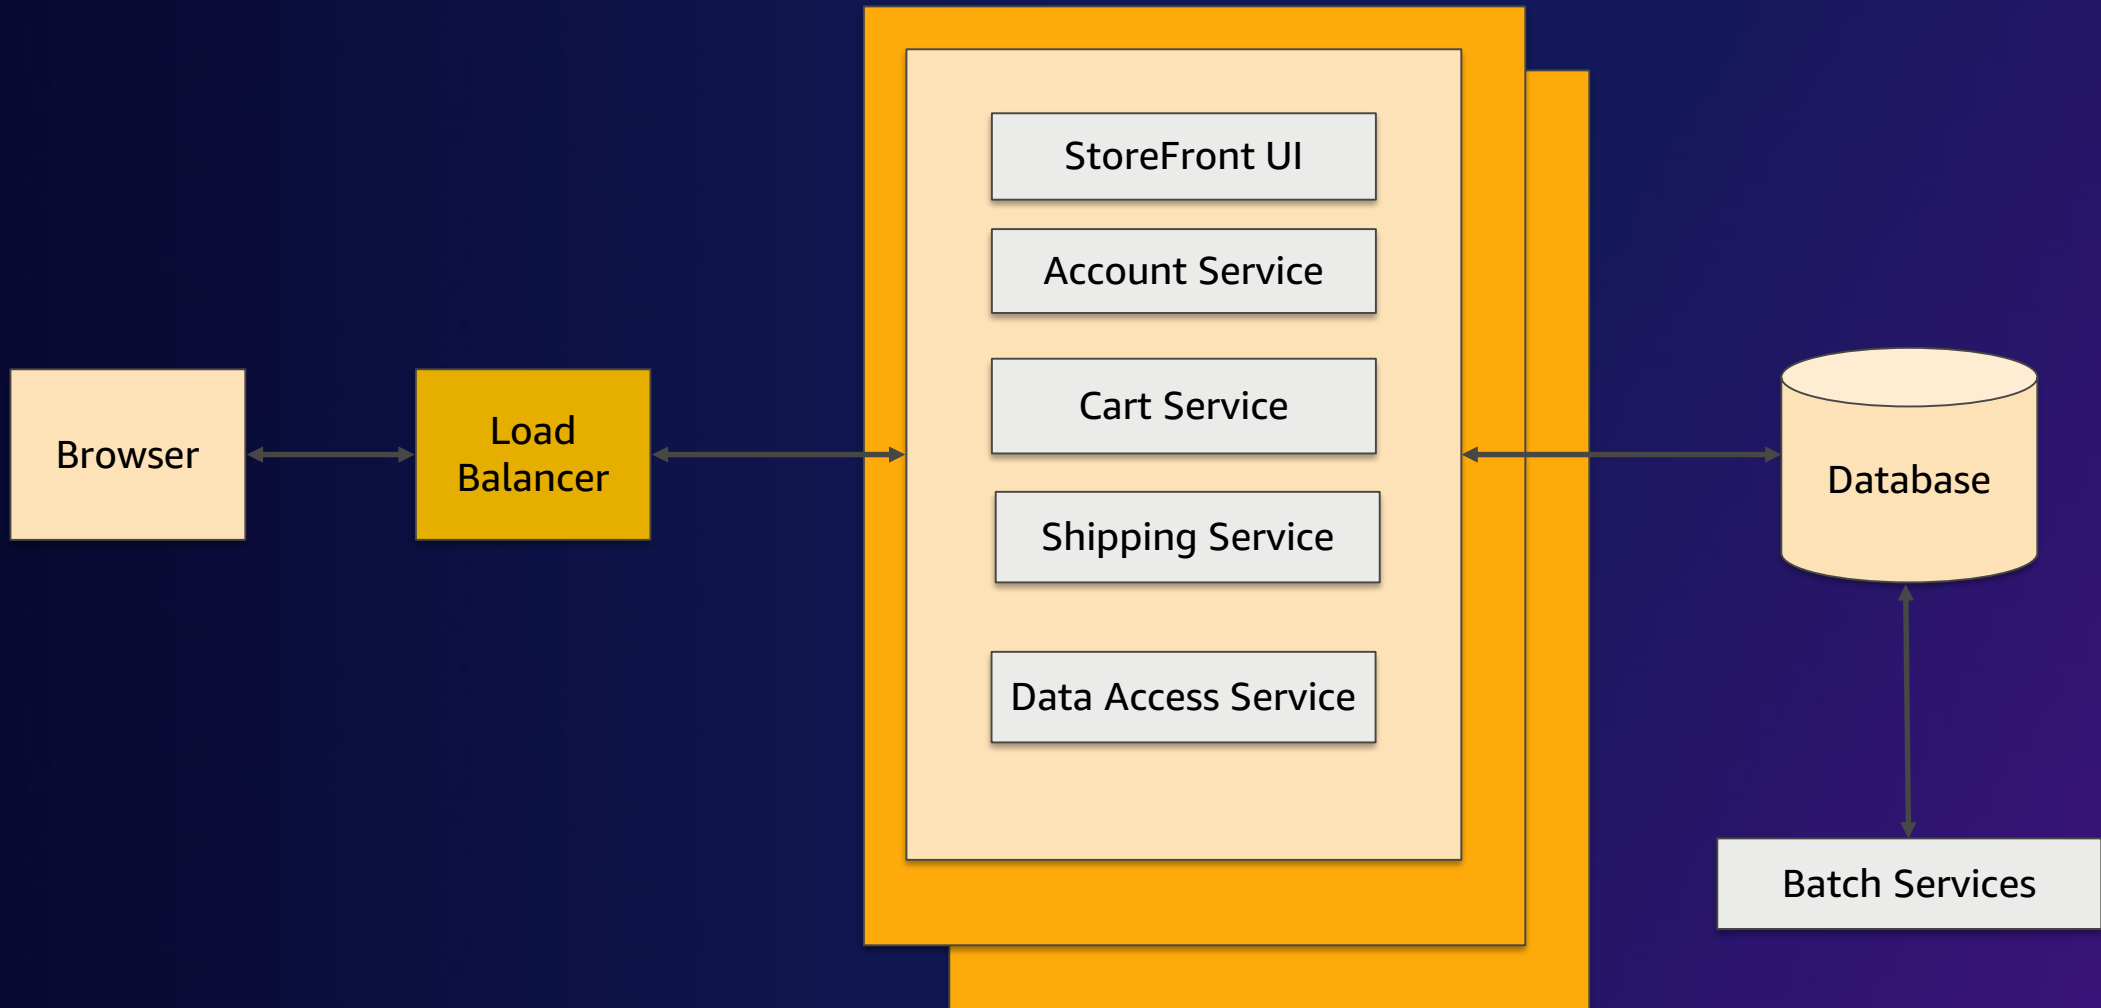 StoreFront UI
Account Service
Cart Service
Shipping Service
Data Access Service
Browser
Load
Balancer
Database
Batch Services